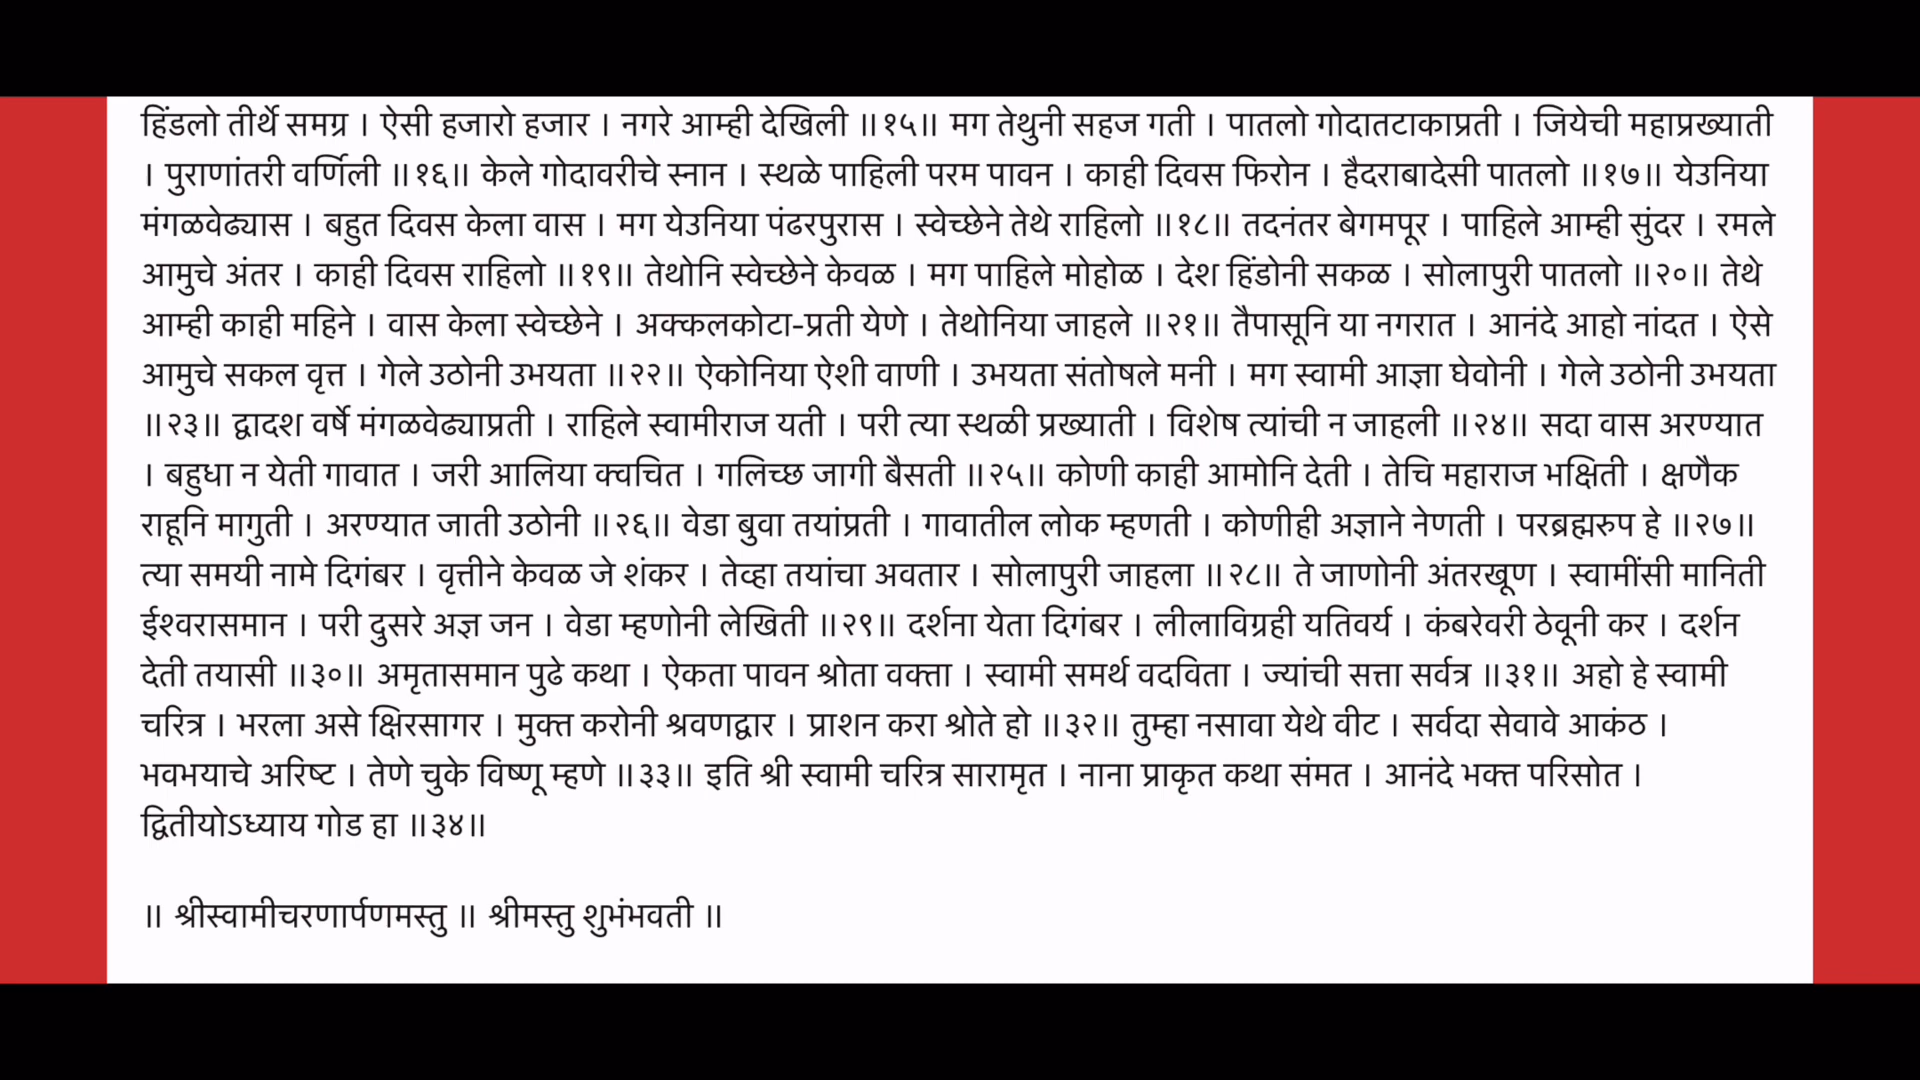 हिंडलो तीर्थे समग्र । ऐसी हजारो हजार । नगरे आम्ही देखिली ॥१५॥ मग तेथुनी सहज गती । पातलो गोदातटाकाप्रती । जियेची महाप्रख्याती
। पुराणांतरी वर्णिली ॥१६॥ केले गोदावरीचे स्नान । स्थळे पाहिली परम पावन । काही दिवस फिरोन । हैदराबादेसी पातलो ॥१७॥ येउनिया
मंगळवेढ्यास । बहुत दिवस केला वास । मग येउनिया पंढरपुरास । स्वेच्छेने तेथे राहिलो ॥१८॥ तदनंतर बेगमपूर । पाहिले आम्ही सुंदर । रमले
आमुचे अंतर । काही दिवस राहिलो ॥१९॥ तेथोनि स्वेच्छेने केवळ । मग पाहिले मोहोळ । देश हिंडोनी सकळ । सोलापुरी पातलो ॥२०॥ तेथे
आम्ही काही महिने । वास केला स्वेच्छेने । अक्कलकोटा-प्रती येणे । तेथोनिया जाहले ॥२१॥ तैपासूनि या नगरात । आनंदे आहो नांदत । ऐसे
आमुचे सकल वृत्त । गेले उठोनी उभयता ॥२२॥ ऐकोनिया ऐशी वाणी । उभयता संतोषले मनी । मग स्वामी आज्ञा घेवोनी । गेले उठोनी उभयता
॥२३॥ द्वादश वर्षे मंगळवेढ्याप्रती । राहिले स्वामीराज यती । परी त्या स्थळी प्रख्याती । विशेष त्यांची न जाहली ॥२४॥ सदा वास अरण्यात
। बहुधा न येती गावात । जरी आलिया क्वचित । गलिच्छ जागी बैसती ॥२५॥ कोणी काही आमोनि देती । तेचि महाराज भक्षिती । क्षणैक
राहूनि मागुती । अरण्यात जाती उठोनी ॥२६॥ वेडा बुवा तयांप्रती । गावातील लोक म्हणती । कोणीही अज्ञाने नेणती । परब्रह्मरुप हे ॥२७॥
त्या समयी नामे दिगंबर । वृत्तीने केवळ जे शंकर । तेव्हा तयांचा अवतार । सोलापुरी जाहला ॥२८॥ ते जाणोनी अंतरखूण । स्वामींसी मानिती
ईश्वरासमान । परी दुसरे अज्ञ जन । वेडा म्हणोनी लेखिती ॥२९॥ दर्शना येता दिगंबर । लीलाविग्रही यतिवर्य । कंबरेवरी ठेवूनी कर । दर्शन
देती तयासी ॥३०॥ अमृतासमान पुढे कथा । ऐकता पावन श्रोता वक्ता । स्वामी समर्थ वदविता । ज्यांची सत्ता सर्वत्र ॥३१॥ अहो हे स्वामी
चरित्र । भरला असे क्षिरसागर । मुक्त करोनी श्रवणद्वार । प्राशन करा श्रोते हो ॥३२॥ तुम्हा नसावा येथे वीट । सर्वदा सेवावे आकंठ ।
भवभयाचे अरिष्ट । तेणे चुके विष्णू म्हणे ॥३३॥ इति श्री स्वामी चरित्र सारामृत । नाना प्राकृत कथा संमत । आनंदे भक्त परिसोत ।
द्वितीयोऽध्याय गोड हा ॥३४॥
॥ श्रीस्वामीचरणार्पणमस्तु ॥ श्रीमस्तु शुभंभवती ॥